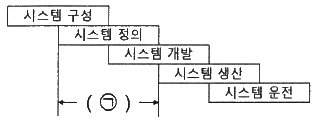 시스템 구성
시스템 정의
시스템 개발
시스템 생산
시스템 운전
( ㉠ )